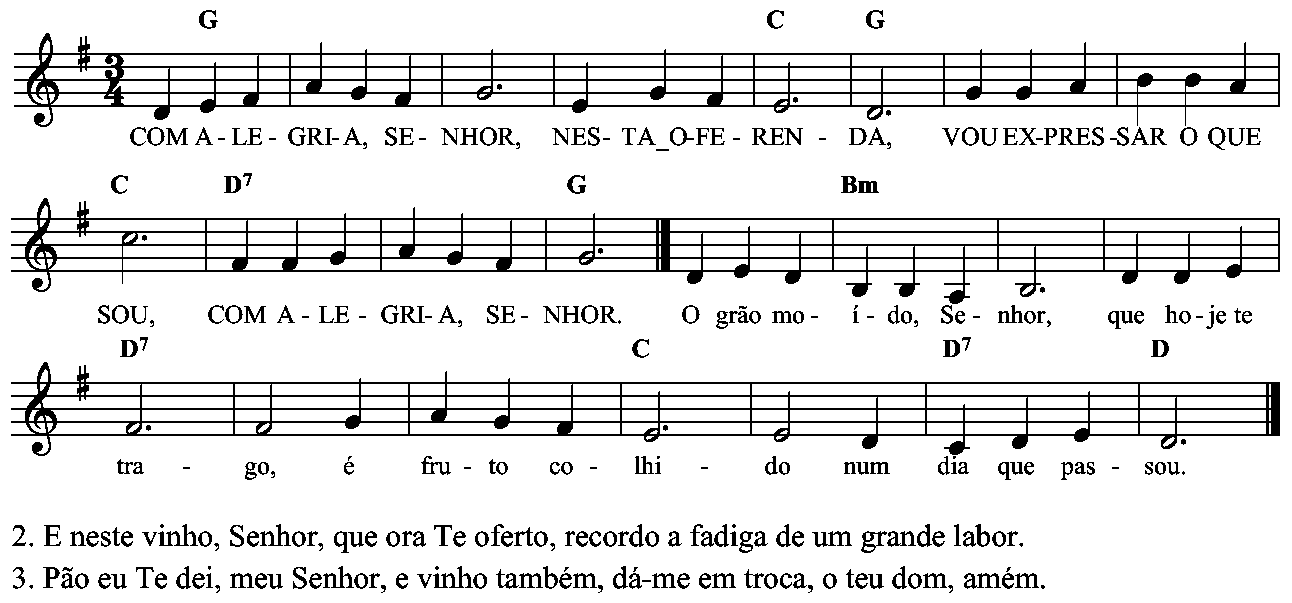 G C G
3
4
COM A - LE - GRI- A, SE - NHOR, NES- TA_O-FE - REN - DA, VOU EX-PRES -SAR O QUE
C D7 G Bm
SOU, COM A - LE - GRI- A, SE - NHOR. O grão mo - í - do, Se - nhor, que ho - je te
D7 C D7 D
tra - go, é fru - to co - lhi - do num dia que pas - sou.
2. E neste vinho, Senhor, que ora Te oferto, recordo a fadiga de um grande labor.
3. Pão eu Te dei, meu Senhor, e vinho também, dá-me em troca, o teu dom, amém.